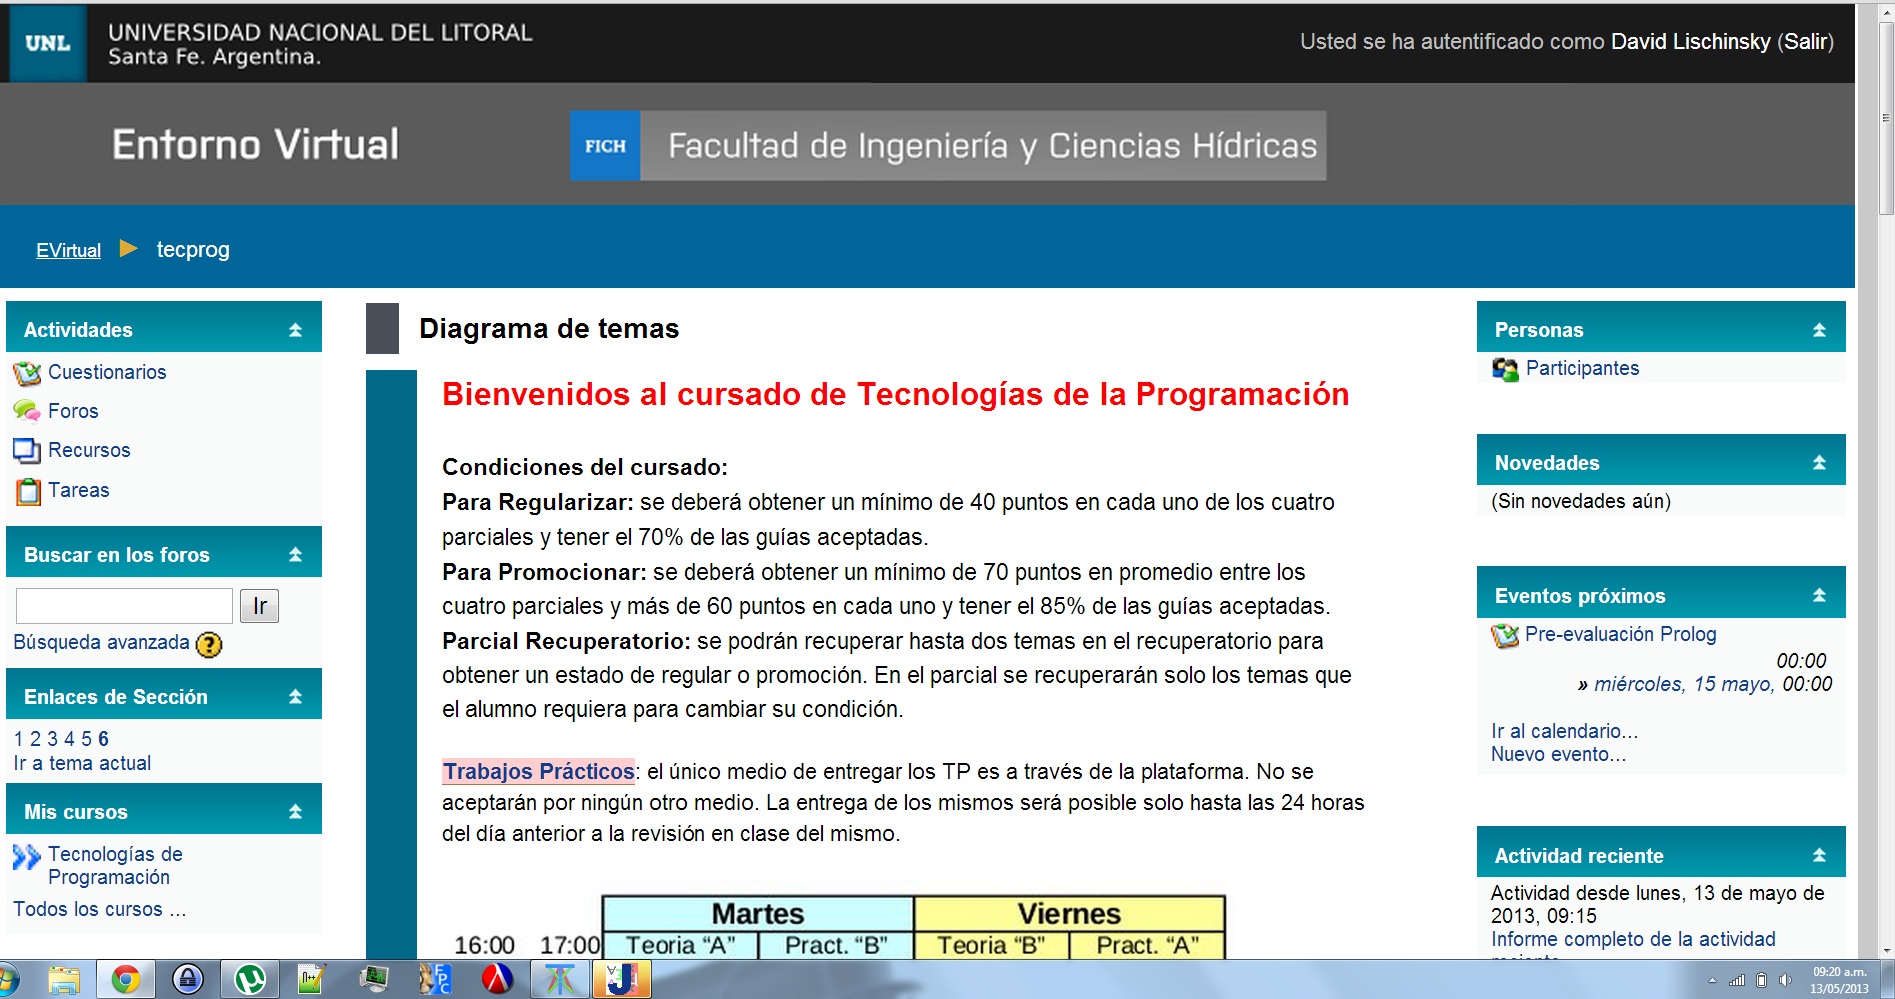 UNL
UNIVERSIDAD NACIONAL DEL LITORAL
Santa Fe. Argentina.
Usted se ha autentificado como David Lischinsky (Salir)
Entorno Virtual
FICH
Facultad de Ingeniería y Ciencias Hídricas
EVirtual
tecprog
Actividades
Cuestionarios
Foros
Recursos
Tareas
Buscar en los foros
Ir
Búsqueda avanzada ?
Enlaces de Sección
1 2 3 4 5 6
Ir a tema actual
Mis cursos
Tecnologías de
Programación
Todos los cursos ...
Diagrama de temas
Bienvenidos al cursado de Tecnologías de la Programación
Condiciones del cursado:
Para Regularizar: se deberá obtener un mínimo de 40 puntos en cada uno de los cuatro
parciales y tener el 70% de las guías aceptadas.
Para Promocionar: se deberá obtener un mínimo de 70 puntos en promedio entre los
cuatro parciales y más de 60 puntos en cada uno y tener el 85% de las guías aceptadas.
Parcial Recuperatorio: se podrán recuperar hasta dos temas en el recuperatorio para
obtener un estado de regular o promoción. En el parcial se recuperarán solo los temas que
el alumno requiera para cambiar su condición.
Trabajos Prácticos: el único medio de entregar los TP es a través de la plataforma. No se
aceptarán por ningún otro medio. La entrega de los mismos será posible solo hasta las 24 horas
del día anterior a la revisión en clase del mismo.
Martes
Viernes
16:00 17:00 Teoria "A" Pract. "B" Teoria "B" Pract. "A"
Personas
Participantes
Novedades
(Sin novedades aún)
Eventos próximos
Pre-evaluación Prolog
00:00
» miércoles, 15 mayo, 00:00
Ir al calendario...
Nuevo evento...
Actividad reciente
Actividad desde lunes, 13 de mayo de
2013, 09:15
Informe completo de la actividad
09:20 a.m.
13/05/2013